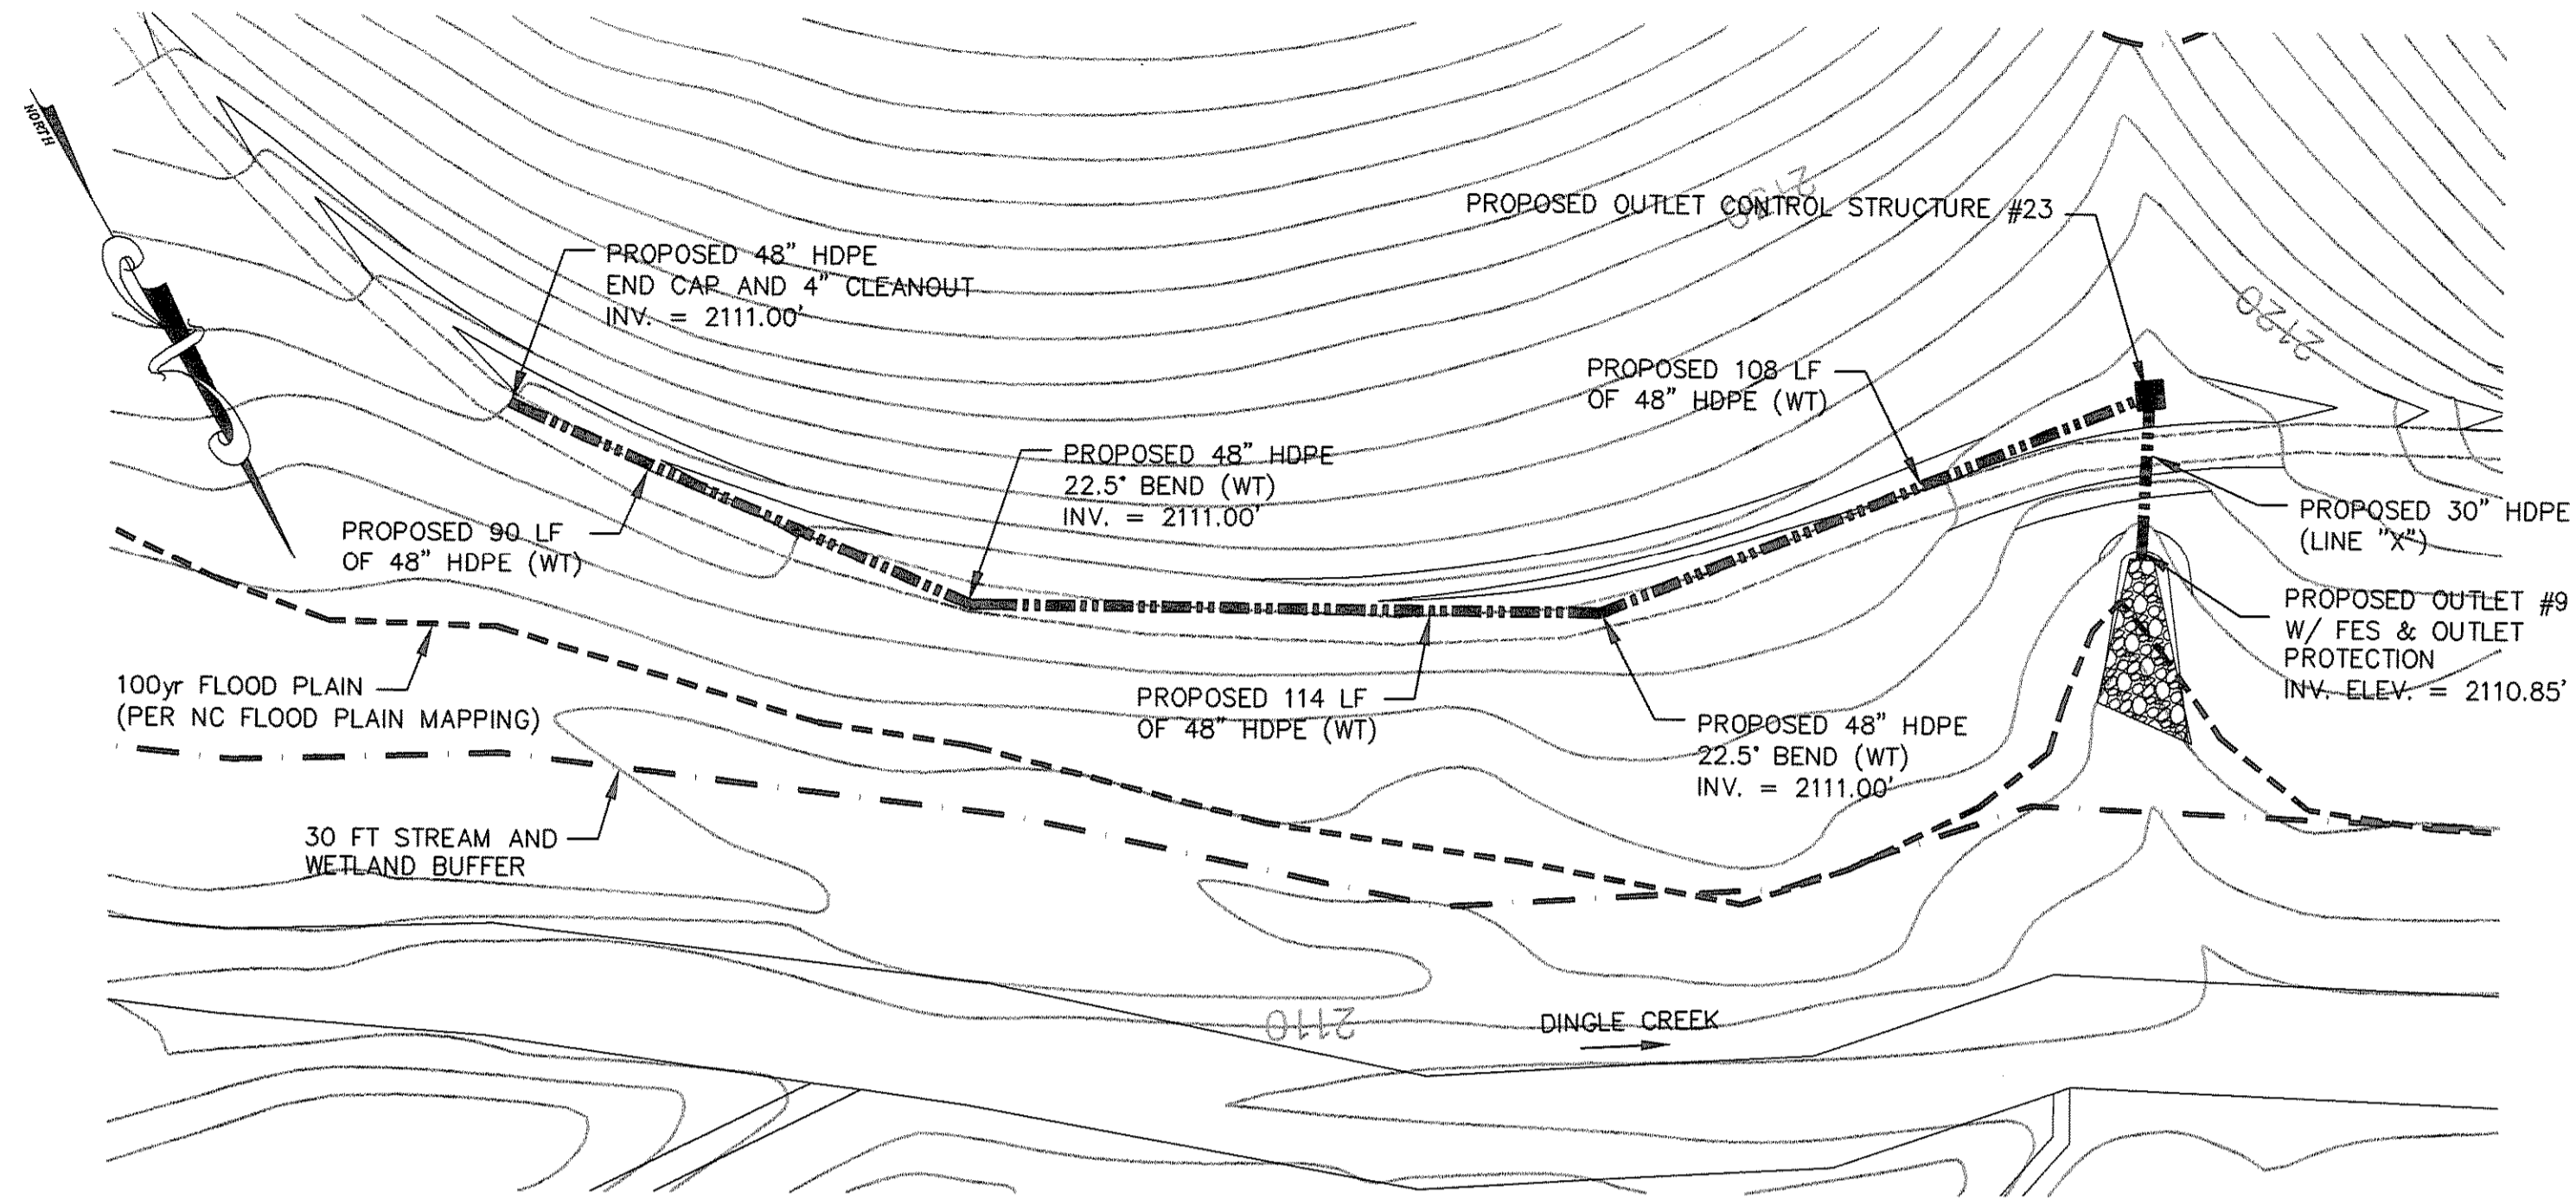 NORTH
2130
PROPOSED OUTLET CONTROL STRUCTURE #23
PROPOSED 48" HDPE
END CAP AND 4" CLEANOUT
INV. = 2111.00'
2120
PROPOSED 108 LF
OF 48" HDPE (WT)
PROPOSED 48" HDPE
22.5° BEND (WT)
INV. = 2111.00'
PROPOSED 90 LF
OF 48" HDPE (WT)
PROPOSED 30" HDPE
(LINE "X")
PROPOSED OUTLET #9
W/ FES & OUTLET
PROTECTION
INV. ELEV. = 2110.85'
100yr FLOOD PLAIN
(PER NC FLOOD PLAIN MAPPING)
PROPOSED 114 LF
OF 48" HDPE (WT)
PROPOSED 48" HDPE
22.5° BEND (WT)
INV. = 2111.00'
30 FT STREAM AND
WETLAND BUFFER
2110
DINGLE CREEK